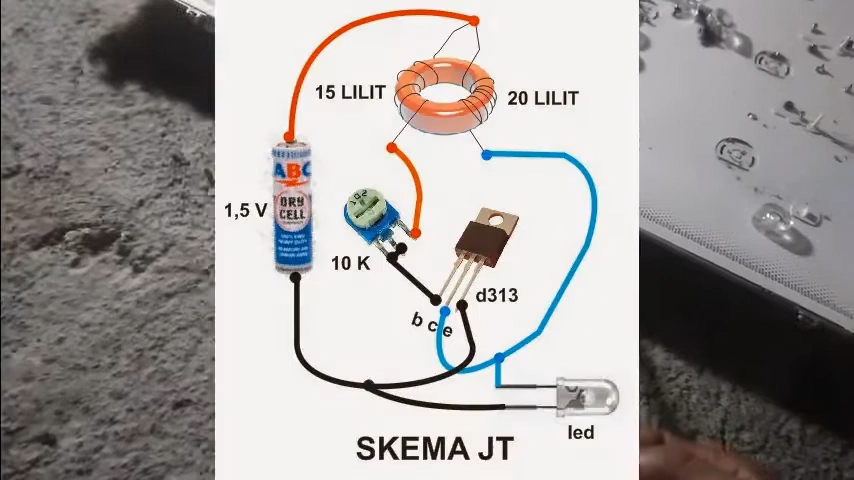 15 LILIT
20 LILIT
ABC
DRY
CELL
1,5 V
10 K
d313
b c e
led
SKEMA JT